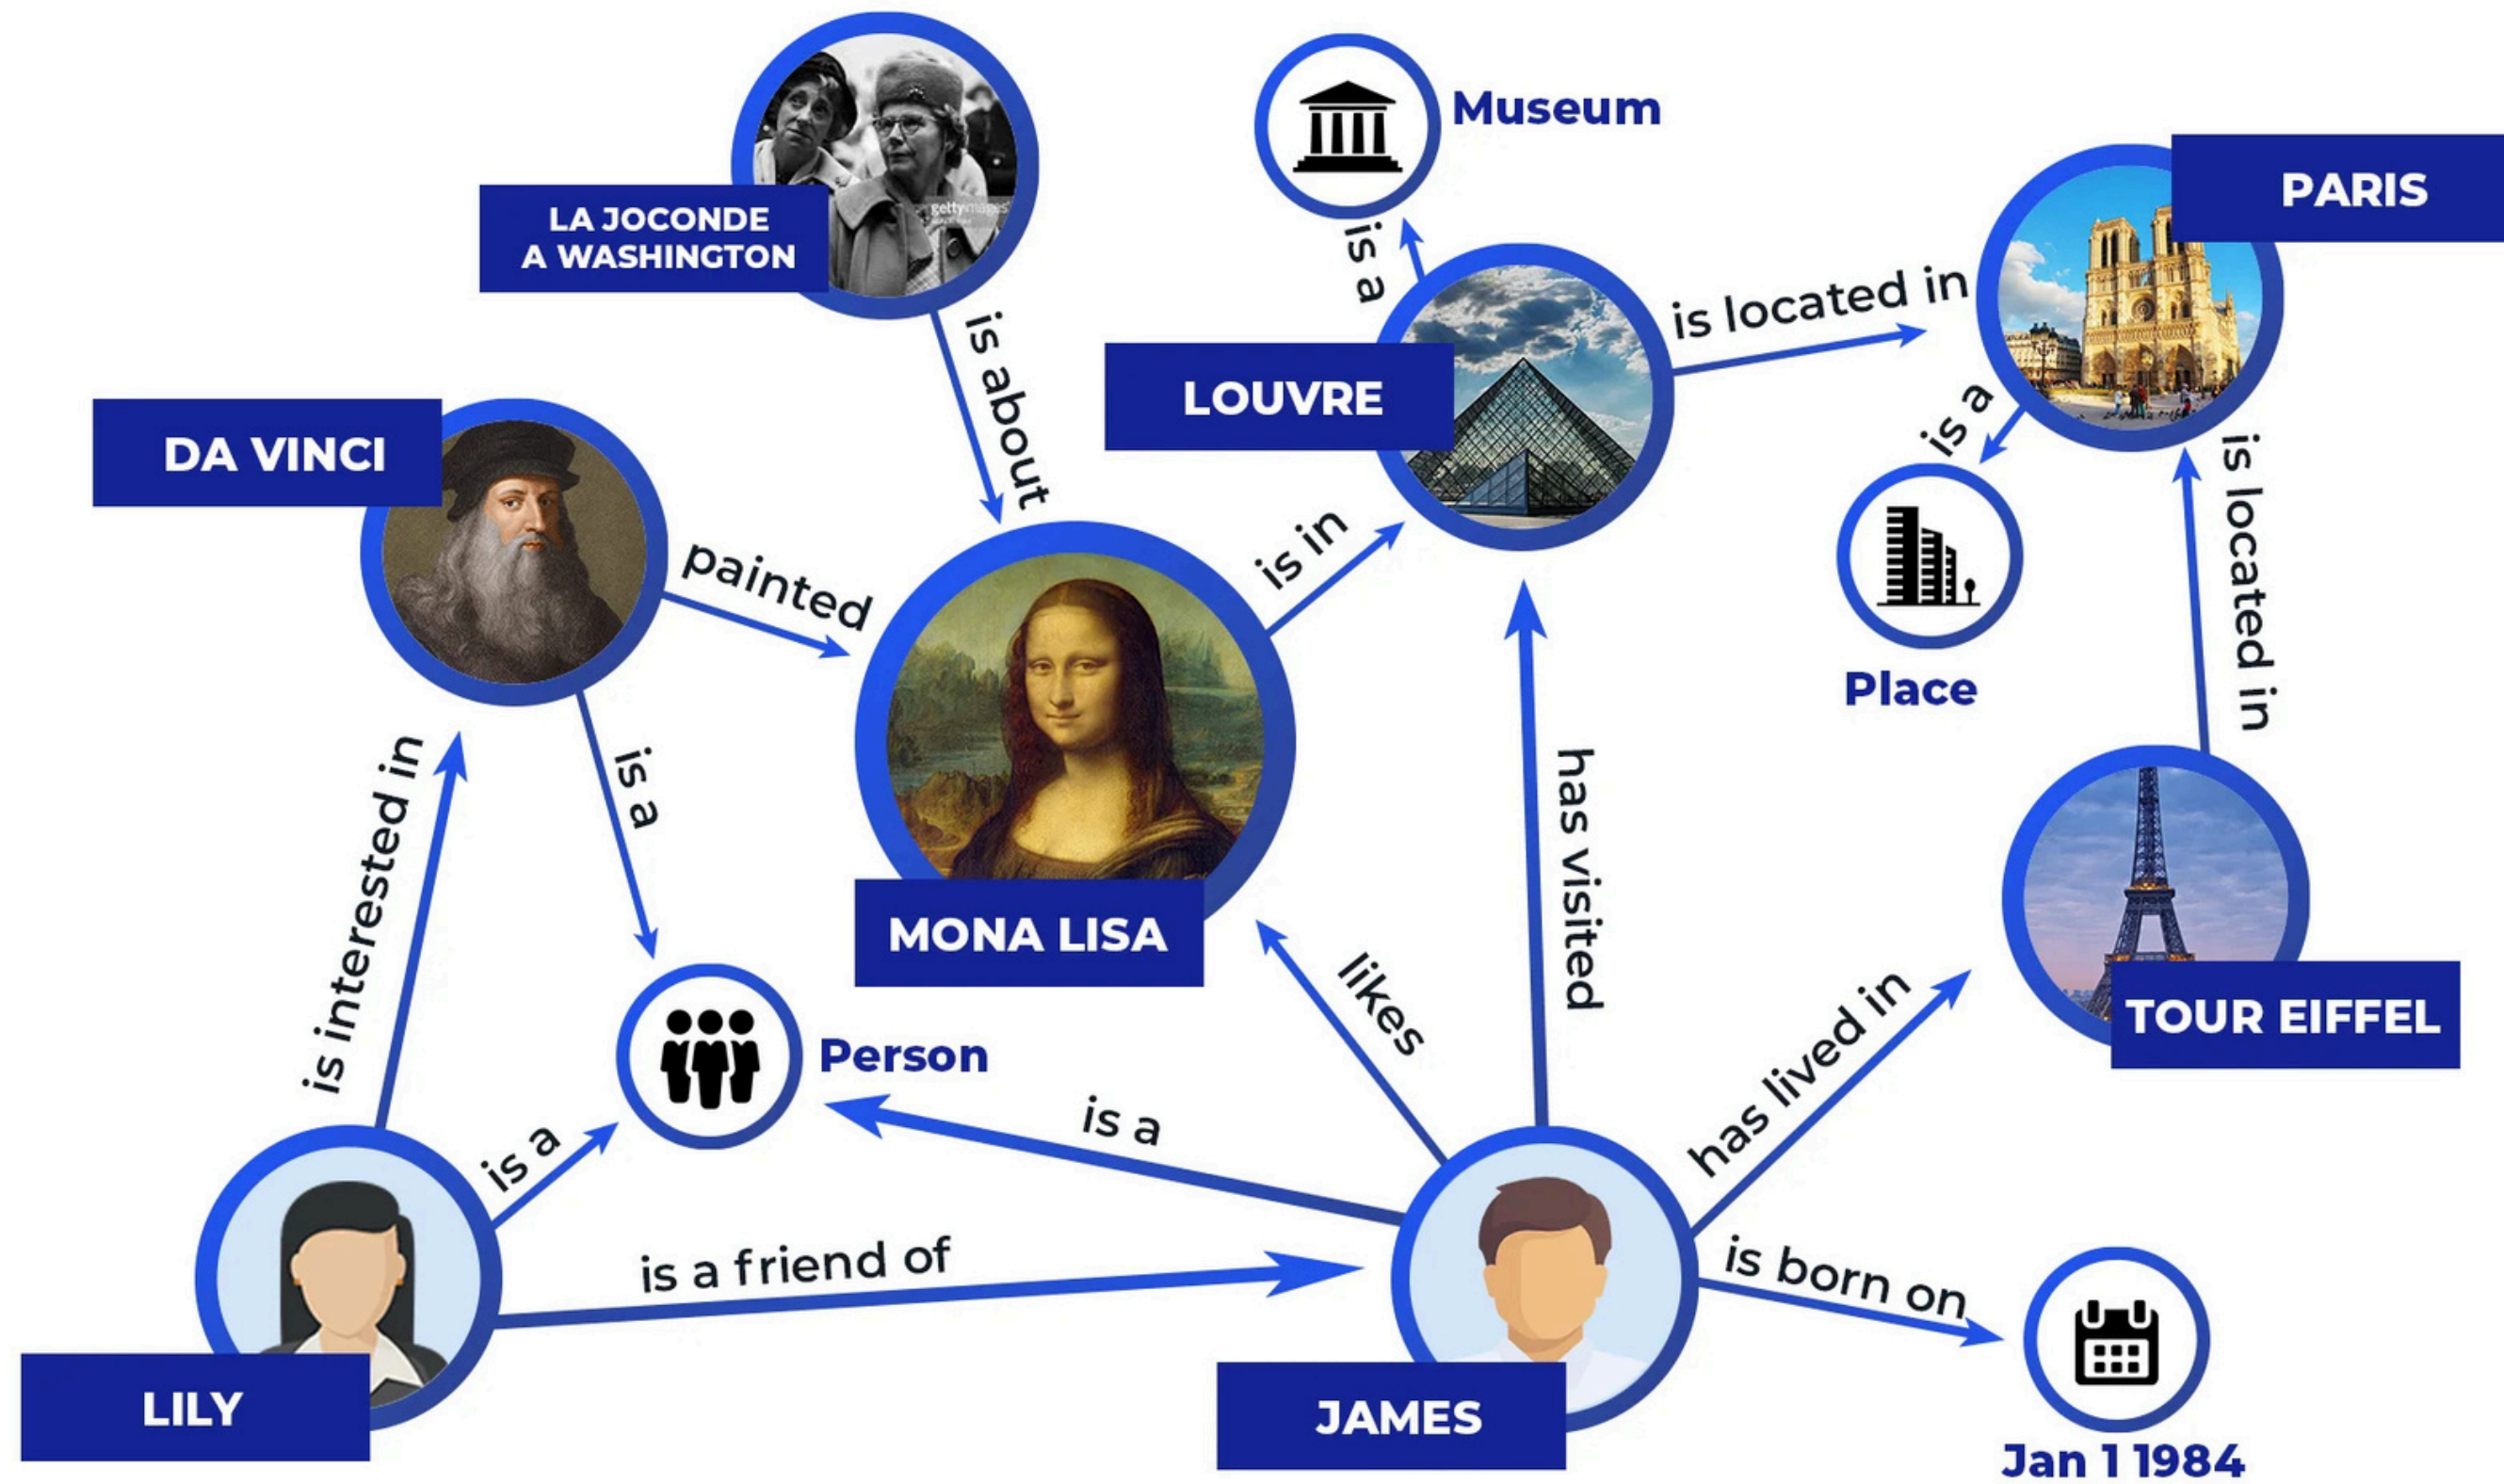 Museum
PARIS
gettyimages
LA JOCONDE
A WASHINGTON
is a
is located in
is about
LOUVRE
is a
DA VINCI
is located in
is in
painted
Place
is interested in
is a
has visited
MONA LISA
likes
has lived in
TOUR EIFFEL
Person
is a
is a
is a friend of
is born on
LILY
JAMES
Jan 1 1984